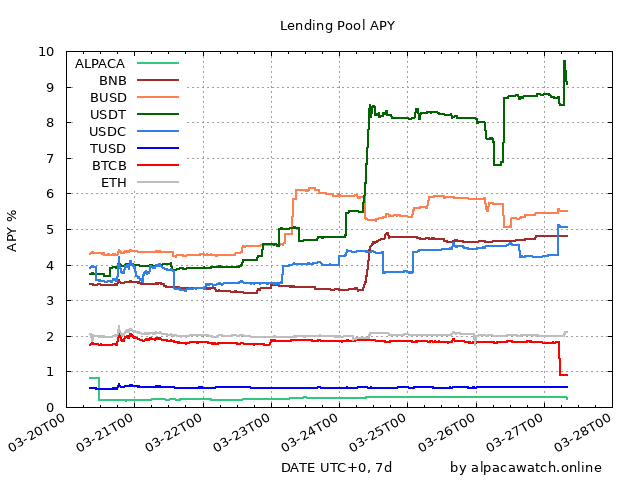 Lending Pool APY
APY %
10
9
8
7
6
5
4
3
2
1
0
ALPACA
BNB
BUSD
USDT
USDC
TUSD
BTCB
ETH
03-20T00
03-21T00
03-22T00
03-23T00
03-24T00
03-25T00
03-26T00
03-27T00
03-28T00
DATE UTC+0, 7d
by alpacawatch.online